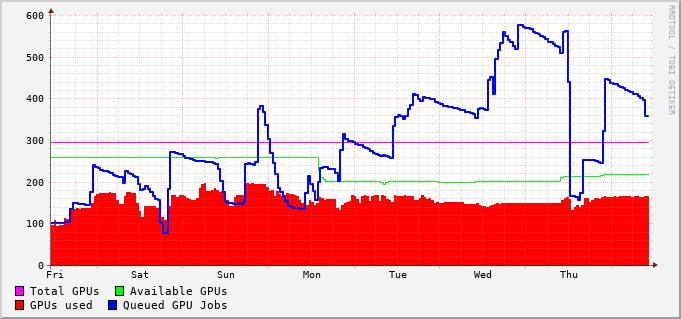 600
500
400
300
200
100
0
Fri Sat Sun Mon Tue Wed Thu
Total GPUs Available GPUs
GPUs used Queued GPU Jobs
RRDTOOL / TOBI OETIKER